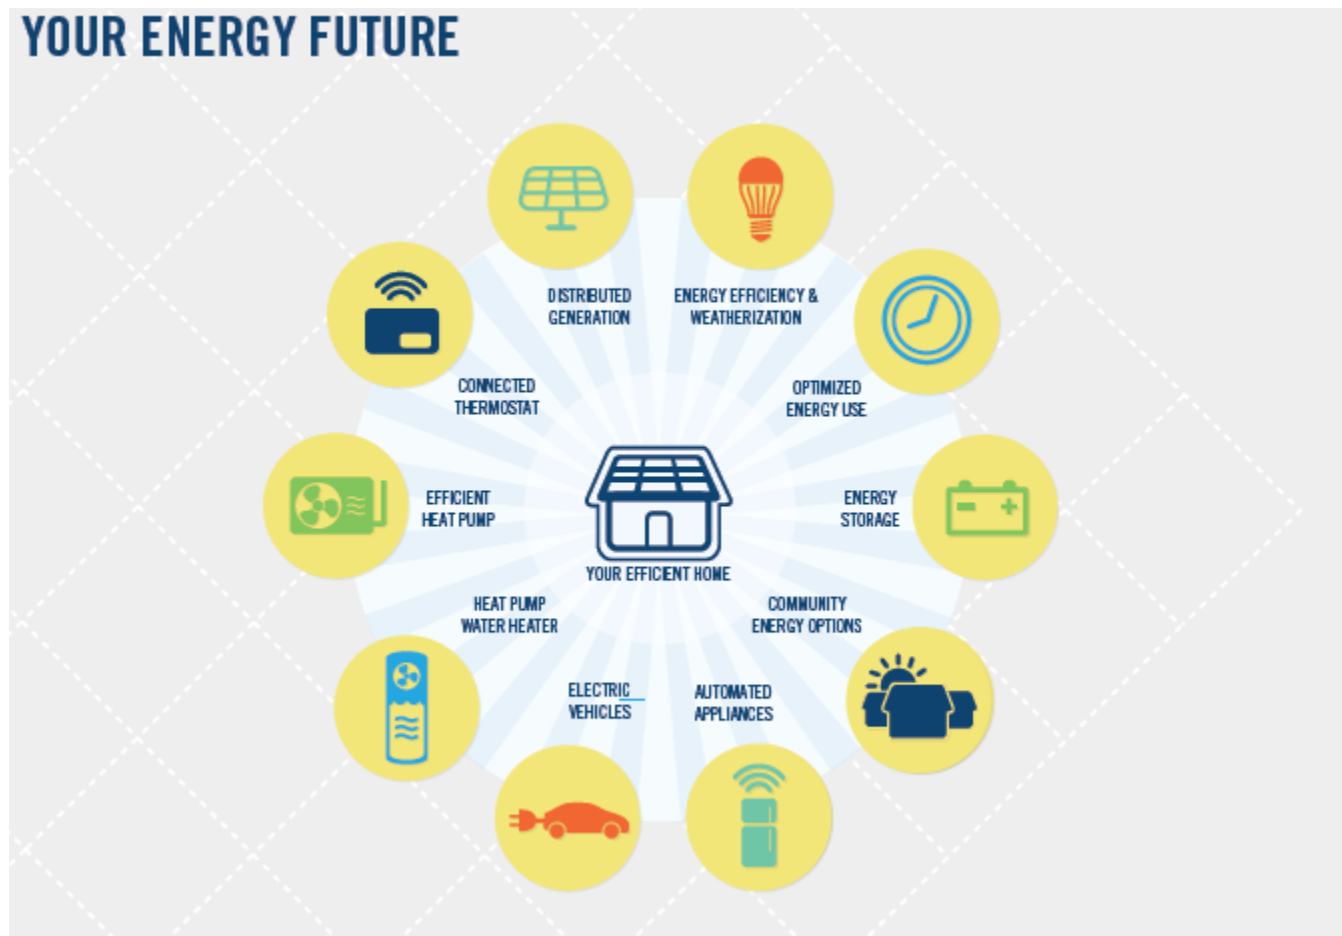 YOUR ENERGY FUTURE
DISTRIBUTED
GENERATION
ENERGY EFFICIENCY &
WEATHERIZATION
CONNECTED
THERMOSTAT
OPTIMIZED
ENERGY USE
EFFICIENT
HEAT PUMP
ENERGY
STORAGE
YOUR EFFICIENT HOME
HEAT PUMP
WATER HEATER
COMMUNITY
ENERGY OPTIONS
ELECTRIC
VEHICLES
AUTOMATED
APPLIANCES